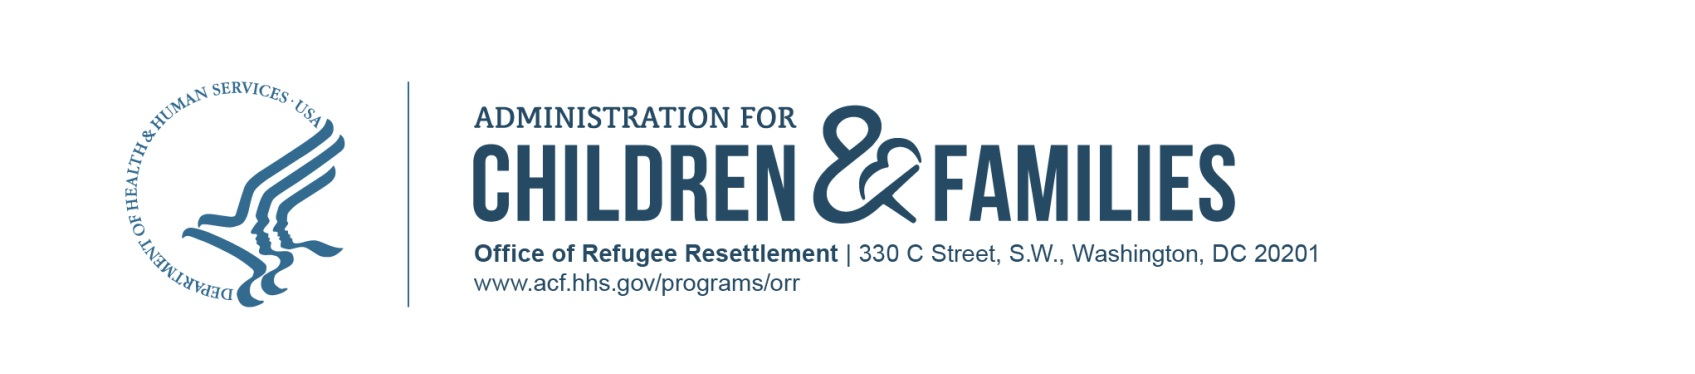 DEPARTMENT OF HEALTH & HUMAN SERVICES · USA
ADMINISTRATION FOR
CHILDREN & FAMILIES
Office of Refugee Resettlement | 330 C Street, S.W., Washington, DC 20201
www.acf.hhs.gov/programs/orr